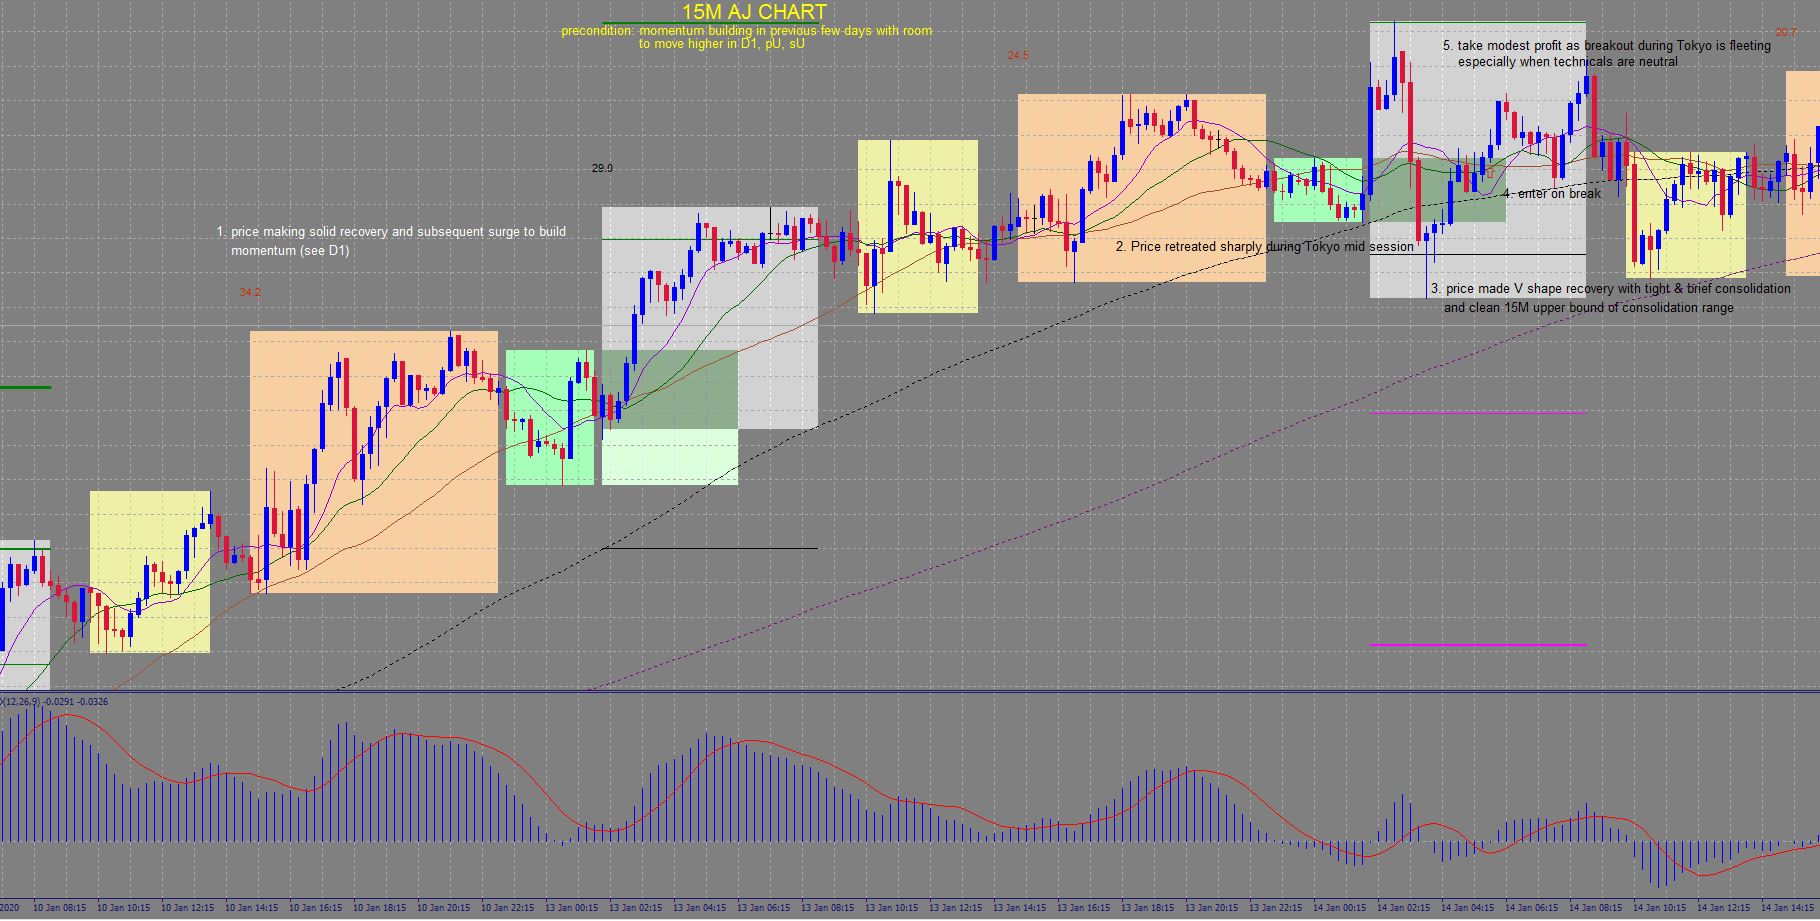 15M AJ CHART
precondition: momentum building in previous few days with room
to move higher in D1, pU, sU
20.7
5. take modest profit as breakout during Tokyo is fleeting
especially when technicals are neutral
24.5
29.0
4. enter on break
1. price making solid recovery and subsequent surge to build
momentum (see D1)
2. Price retreated sharply during Tokyo mid session
34.2
3. price made V shape recovery with tight & brief consolidation
and clean 15M upper bound of consolidation range
(12,26,9) -0.0291 -0.0326
2020 10 Jan 08:15 10 Jan 10:15 10 Jan 12:15 10 Jan 14:15 10 Jan 16:15 10 Jan 18:15 10 Jan 20:15 10 Jan 22:15 13 Jan 00:15 13 Jan 02:15 13 Jan 04:15 13 Jan 06:15 13 Jan 08:15 13 Jan 10:15 13 Jan 12:15 13 Jan 14:15 13 Jan 16:15 13 Jan 18:15 13 Jan 20:15 13 Jan 22:15 14 Jan 00:15 14 Jan 02:15 14 Jan 04:15 14 Jan 06:15 14 Jan 08:15 14 Jan 10:15 14 Jan 12:15 14 Jan 14:15